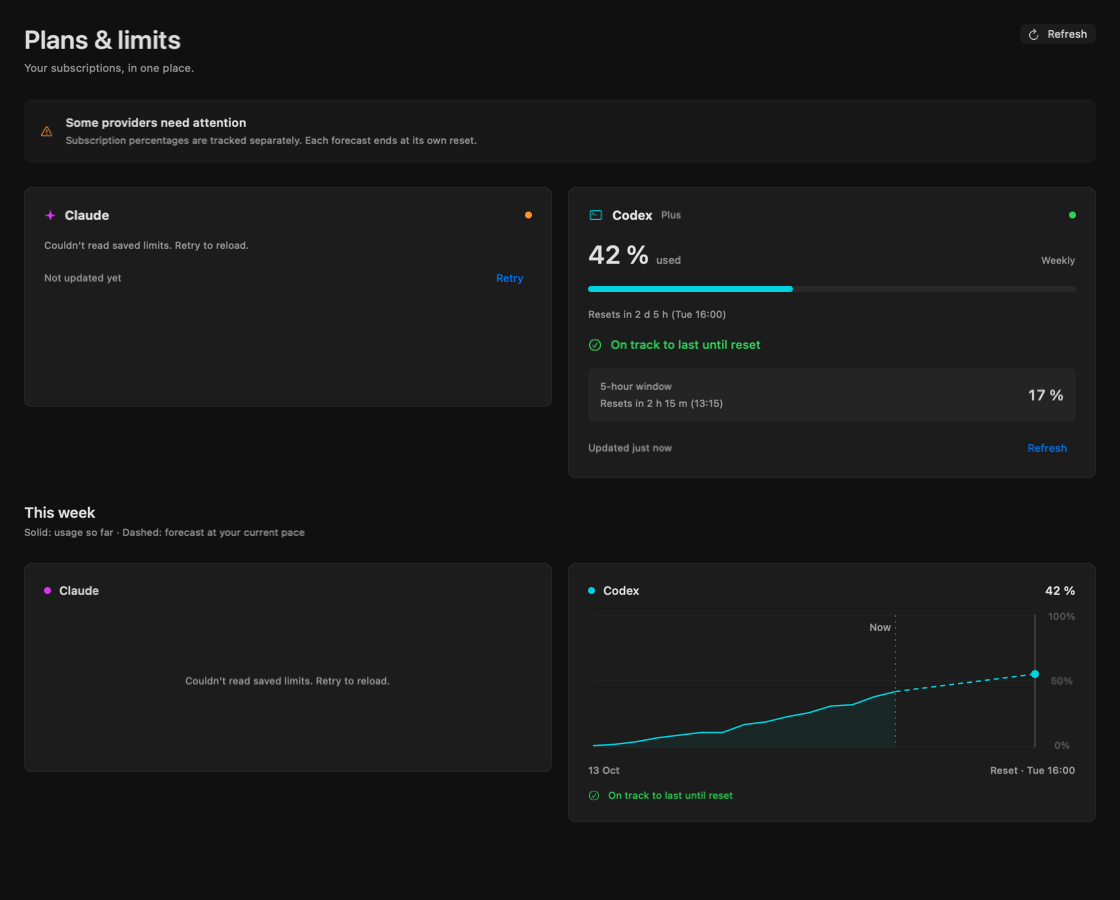 Plans & limits
Refresh
Your subscriptions, in one place.
Some providers need attention
Subscription percentages are tracked separately. Each forecast ends at its own reset.
Claude
Couldn't read saved limits. Retry to reload.
Not updated yet
Retry
Codex Plus
42 % used
Weekly
Resets in 2 d 5 h (Tue 16:00)
On track to last until reset
5-hour window
Resets in 2 h 15 m (13:15)
17 %
Updated just now
Refresh
This week
Solid: usage so far · Dashed: forecast at your current pace
Claude
Couldn't read saved limits. Retry to reload.
Codex
42 %
100%
Now
50%
0%
13 Oct
Reset · Tue 16:00
On track to last until reset